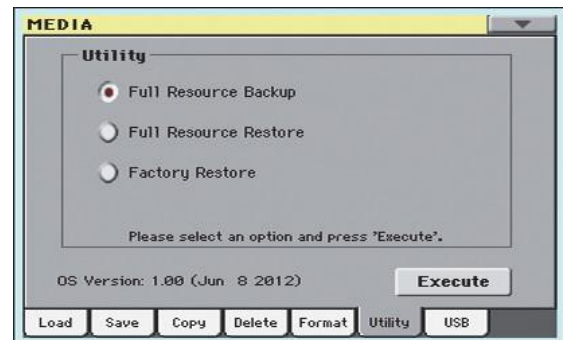 MEDIA
Utility
Full Resource Backup
Full Resource Restore
Factory Restore
Please select an option and press 'Execute'.
OS Version: 1.00 (Jun 8 2012)
Execute
Load Save Copy Delete Format Utility USB